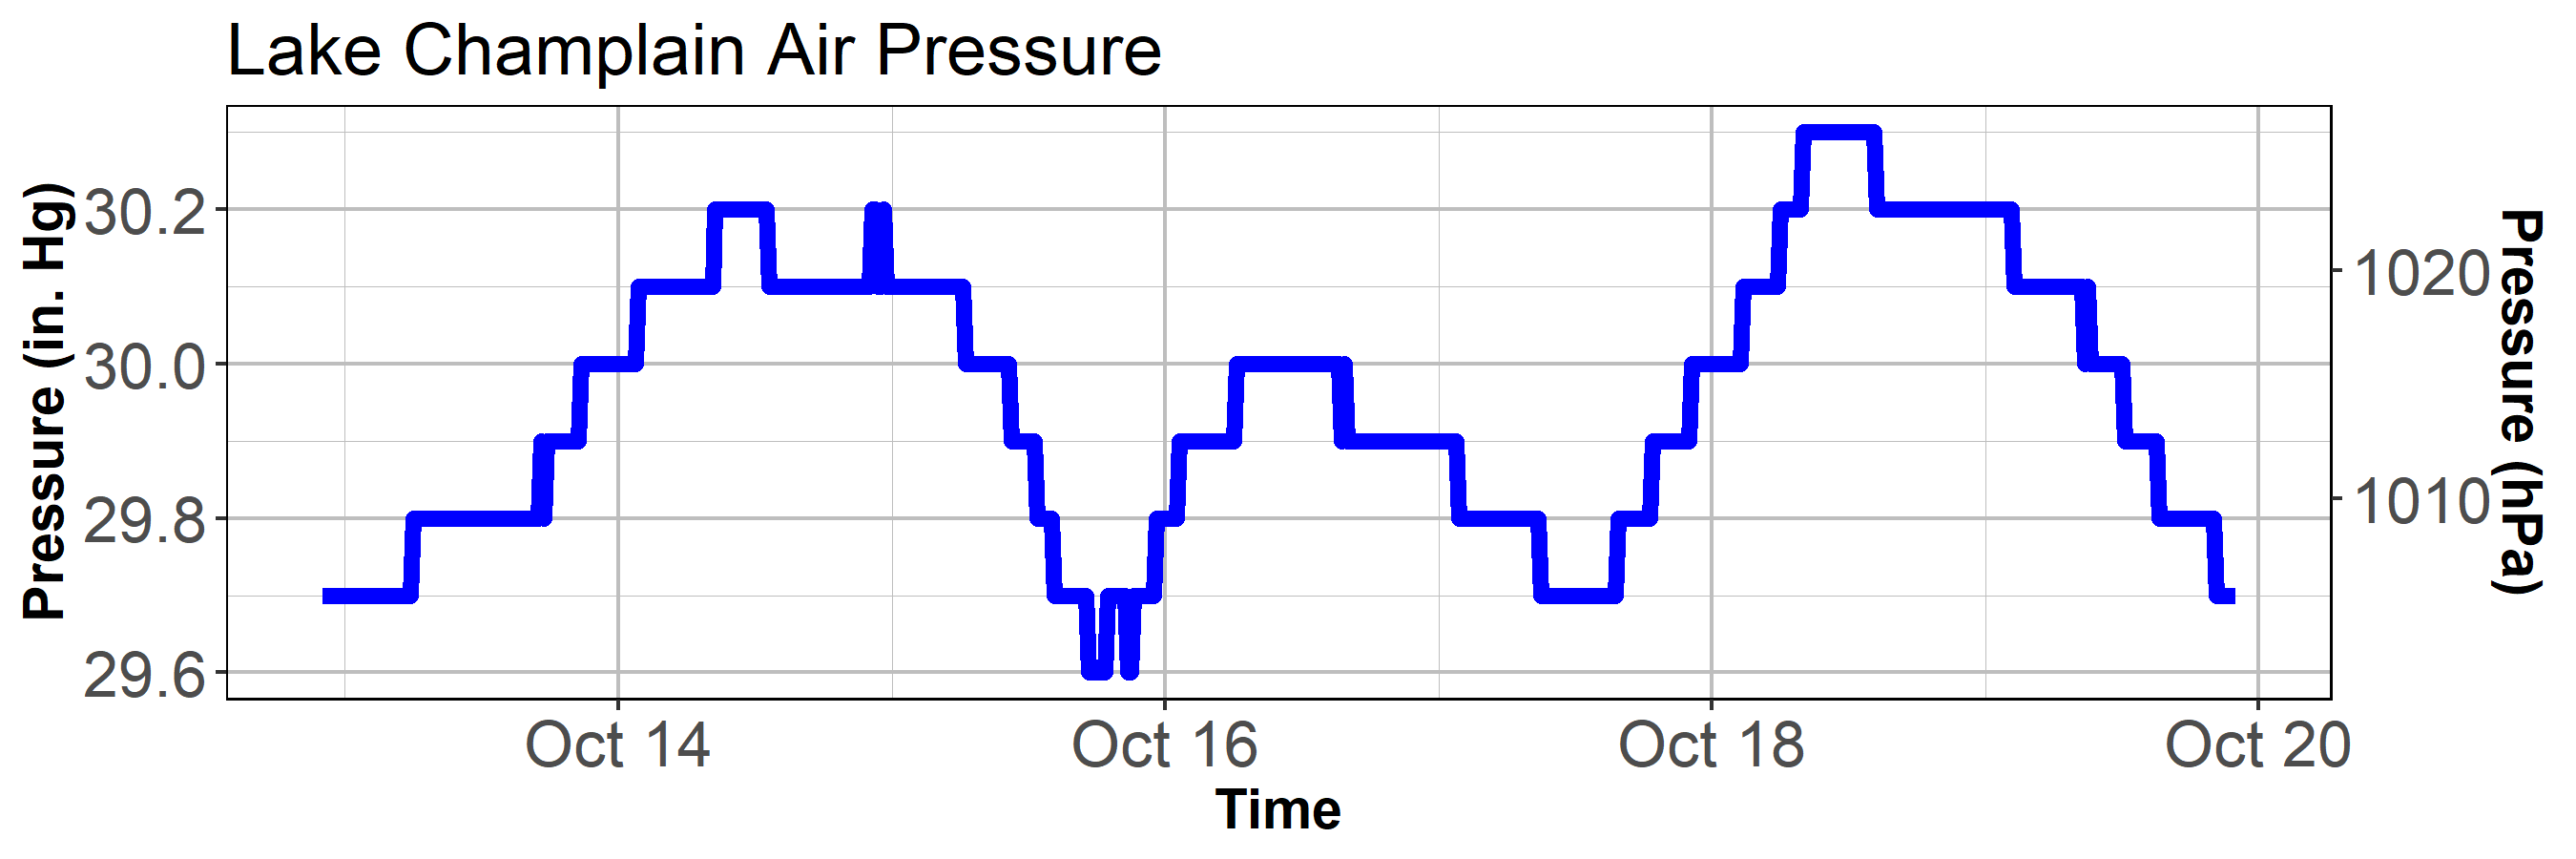 Lake Champlain Air Pressure
Pressure (in. Hg)
30.2
30.0
29.8
29.6
1020
1010
Pressure (hPa)
Oct 14
Oct 16
Oct 18
Oct 20
Time